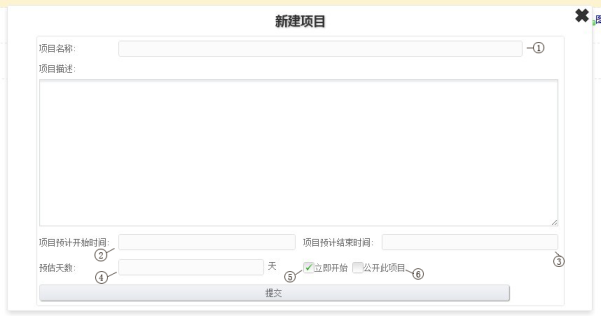 新建项目
项目名称: ①
项目描述:
项目预计开始时间: ② 项目预计结束时间: ③
预估天数: ④ 天 ⑤ 立即开始 公开此项目 ⑥
提交